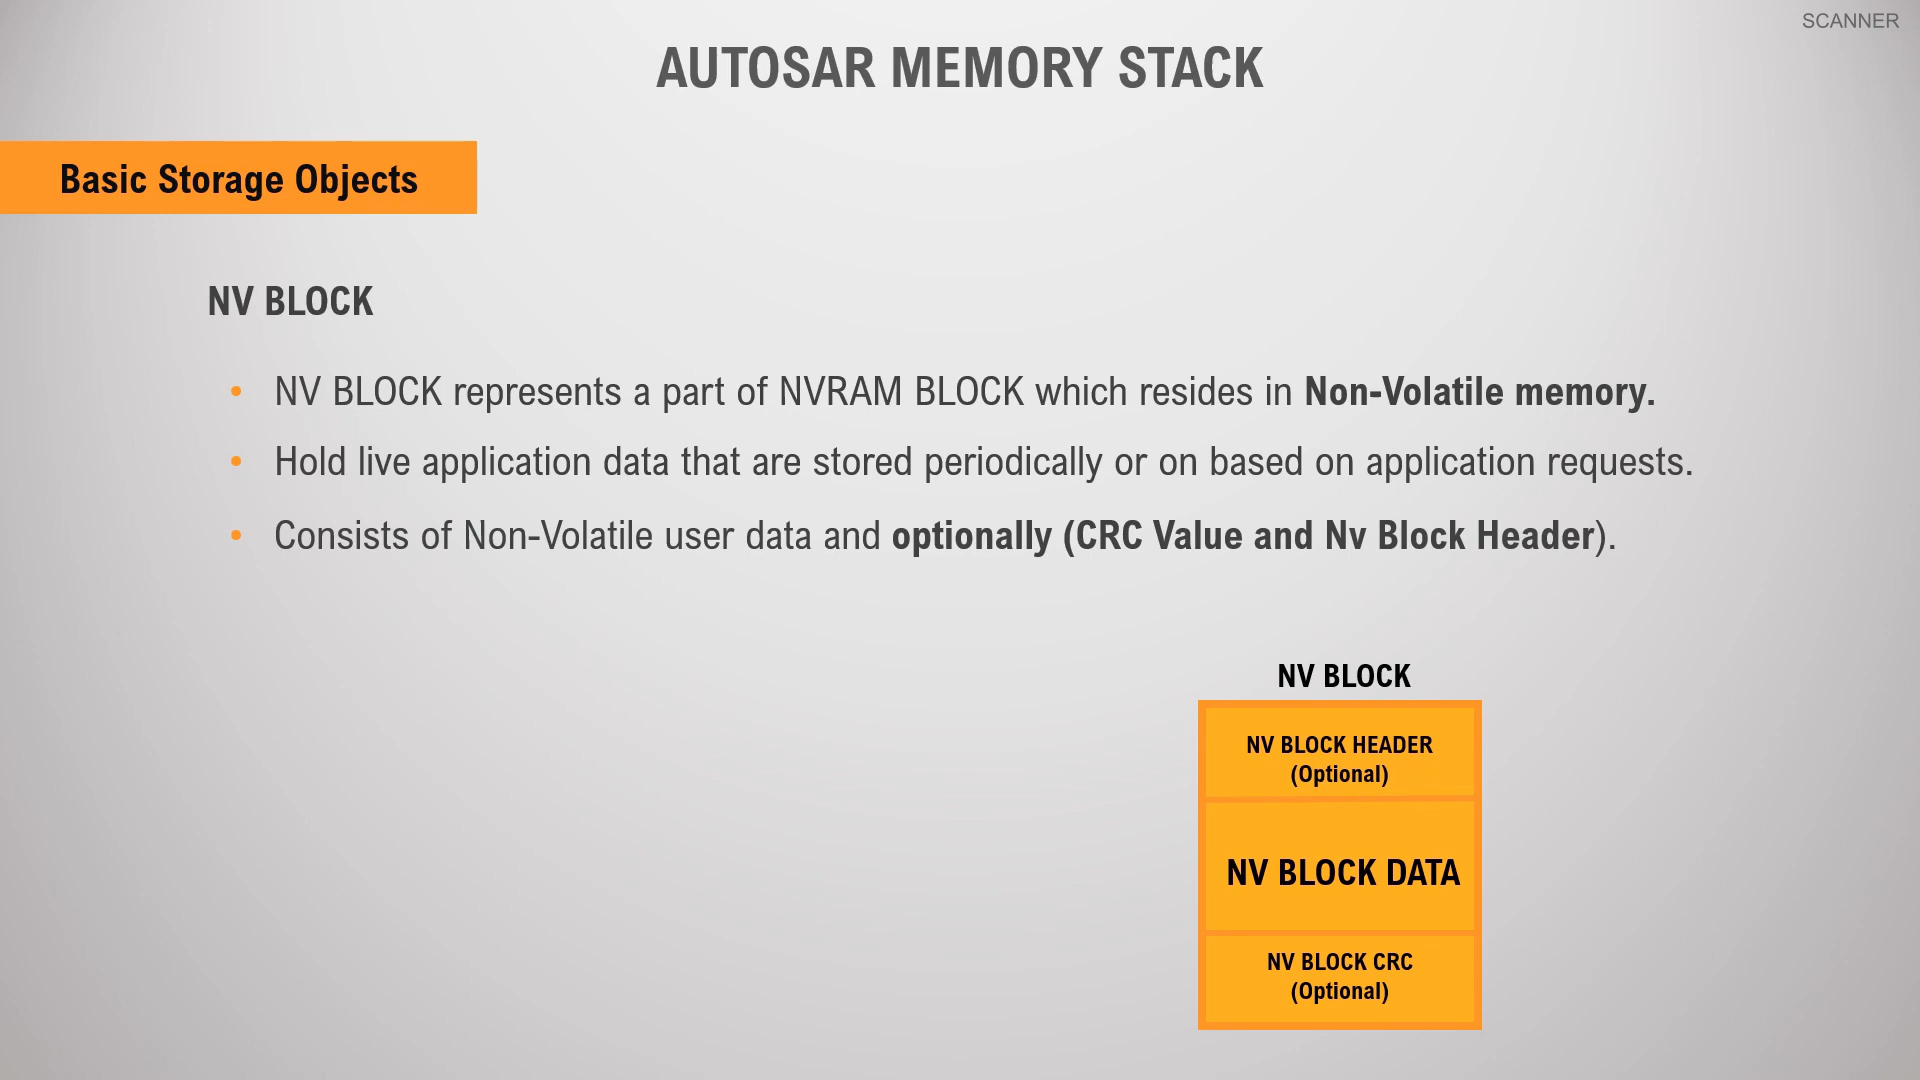 SCANNER
AUTOSAR MEMORY STACK
Basic Storage Objects
NV BLOCK
• NV BLOCK represents a part of NVRAM BLOCK which resides in Non-Volatile memory.
• Hold live application data that are stored periodically or on based on application requests.
• Consists of Non-Volatile user data and optionally (CRC Value and Nv Block Header).
NV BLOCK
NV BLOCK HEADER
(Optional)
NV BLOCK DATA
NV BLOCK CRC
(Optional)